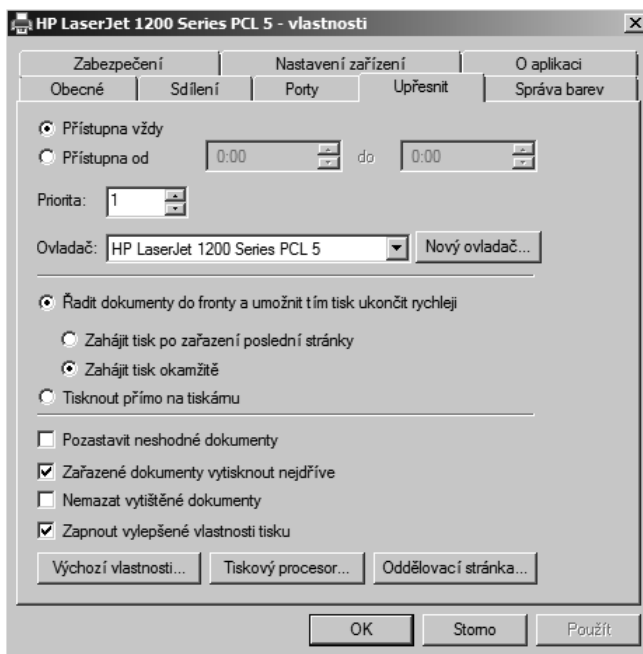 HP LaserJet 1200 Series PCL 5 - vlastnosti
Zabezpečení Nastavení zařízení O aplikaci
Obecné Sdílení Porty Upřesnit Správa barev
Přístupna vždy
Přístupna od 0:00 do 0:00
Priorita: 1
Ovladač: HP LaserJet 1200 Series PCL 5 Nový ovladač...
Řadit dokumenty do fronty a umožnit tím tisk ukončit rychleji
Zahájit tisk po zařazení poslední stránky
Zahájit tisk okamžitě
Tisknout přímo na tiskárnu
Pozastavit neshodné dokumenty
Zařazené dokumenty vytisknout nejdříve
Nemazat vytištěné dokumenty
Zapnout vylepšené vlastnosti tisku
Výchozí vlastnosti... Tiskový procesor... Oddělovací stránka...
OK Storno Použít